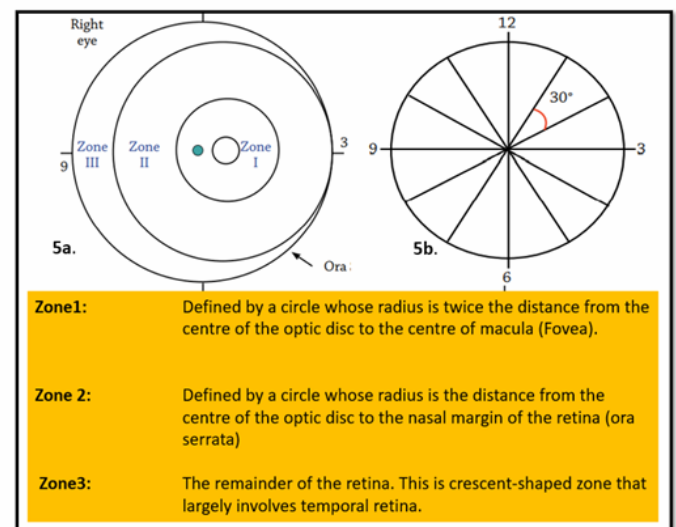 Right
eye
12
30°
Zone
III
Zone
II
Zone
I
3
9
9
3
5a.
5b.
Ora
6
Zone1:
Defined by a circle whose radius is twice the distance from the
centre of the optic disc to the centre of macula (Fovea).
Zone 2:
Defined by a circle whose radius is the distance from the
centre of the optic disc to the nasal margin of the retina (ora
serrata)
Zone3:
The remainder of the retina. This is crescent-shaped zone that
largely involves temporal retina.